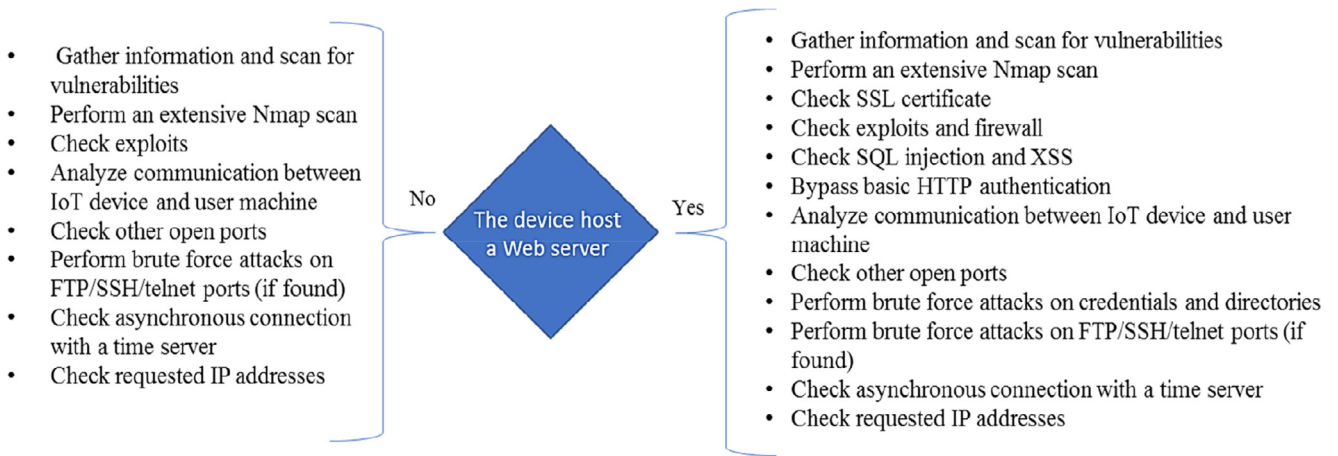 • Gather information and scan for
vulnerabilities
• Perform an extensive Nmap scan
• Check exploits
• Analyze communication between
IoT device and user machine
• Check other open ports
• Perform brute force attacks on
FTP/SSH/telnet ports (if found)
• Check asynchronous connection
with a time server
• Check requested IP addresses
No
The device host
a Web server
Yes
• Gather information and scan for vulnerabilities
• Perform an extensive Nmap scan
• Check SSL certificate
• Check exploits and firewall
• Check SQL injection and XSS
• Bypass basic HTTP authentication
• Analyze communication between IoT device and user
machine
• Check other open ports
• Perform brute force attacks on credentials and directories
• Perform brute force attacks on FTP/SSH/telnet ports (if
found)
• Check asynchronous connection with a time server
• Check requested IP addresses